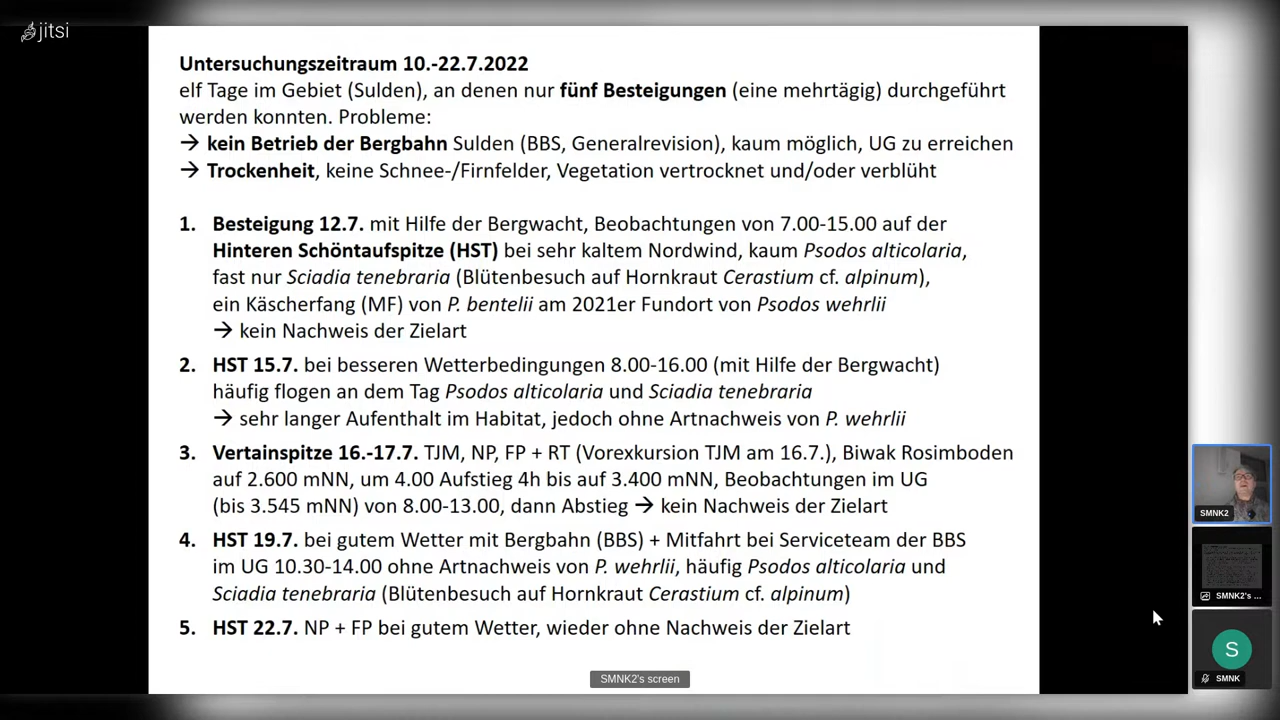 jitsi
Untersuchungszeitraum 10.-22.7.2022
elf Tage im Gebiet (Sulden), an denen nur fünf Besteigungen (eine mehrtägig) durchgeführt
werden konnten. Probleme:
→ kein Betrieb der Bergbahn Sulden (BBS, Generalrevision), kaum möglich, UG zu erreichen
→ Trockenheit, keine Schnee-/Firnfelder, Vegetation vertrocknet und/oder verblüht
1. Besteigung 12.7. mit Hilfe der Bergwacht, Beobachtungen von 7.00-15.00 auf der
Hinteren Schöntaufspitze (HST) bei sehr kaltem Nordwind, kaum Psodos alticolaria,
fast nur Sciadia tenebraria (Blütenbesuch auf Hornkraut Cerastium cf. alpinum),
ein Käscherfang (MF) von P. bentelii am 2021er Fundort von Psodos wehrlii
→ kein Nachweis der Zielart
2. HST 15.7. bei besseren Wetterbedingungen 8.00-16.00 (mit Hilfe der Bergwacht)
häufig flogen an dem Tag Psodos alticolaria und Sciadia tenebraria
→ sehr langer Aufenthalt im Habitat, jedoch ohne Artnachweis von P. wehrlii
3. Vertainspitze 16.-17.7. TJM, NP, FP + RT (Vorexkursion TJM am 16.7.), Biwak Rosimboden
auf 2.600 mNN, um 4.00 Aufstieg 4h bis auf 3.400 mNN, Beobachtungen im UG
(bis 3.545 mNN) von 8.00-13.00, dann Abstieg → kein Nachweis der Zielart
4. HST 19.7. bei gutem Wetter mit Bergbahn (BBS) + Mitfahrt bei Serviceteam der BBS
im UG 10.30-14.00 ohne Artnachweis von P. wehrlii, häufig Psodos alticolaria und
Sciadia tenebraria (Blütenbesuch auf Hornkraut Cerastium cf. alpinum)
5. HST 22.7. NP + FP bei gutem Wetter, wieder ohne Nachweis der Zielart
SMNK2's screen
SMNK2
SMNK2's ...
S
SMNK